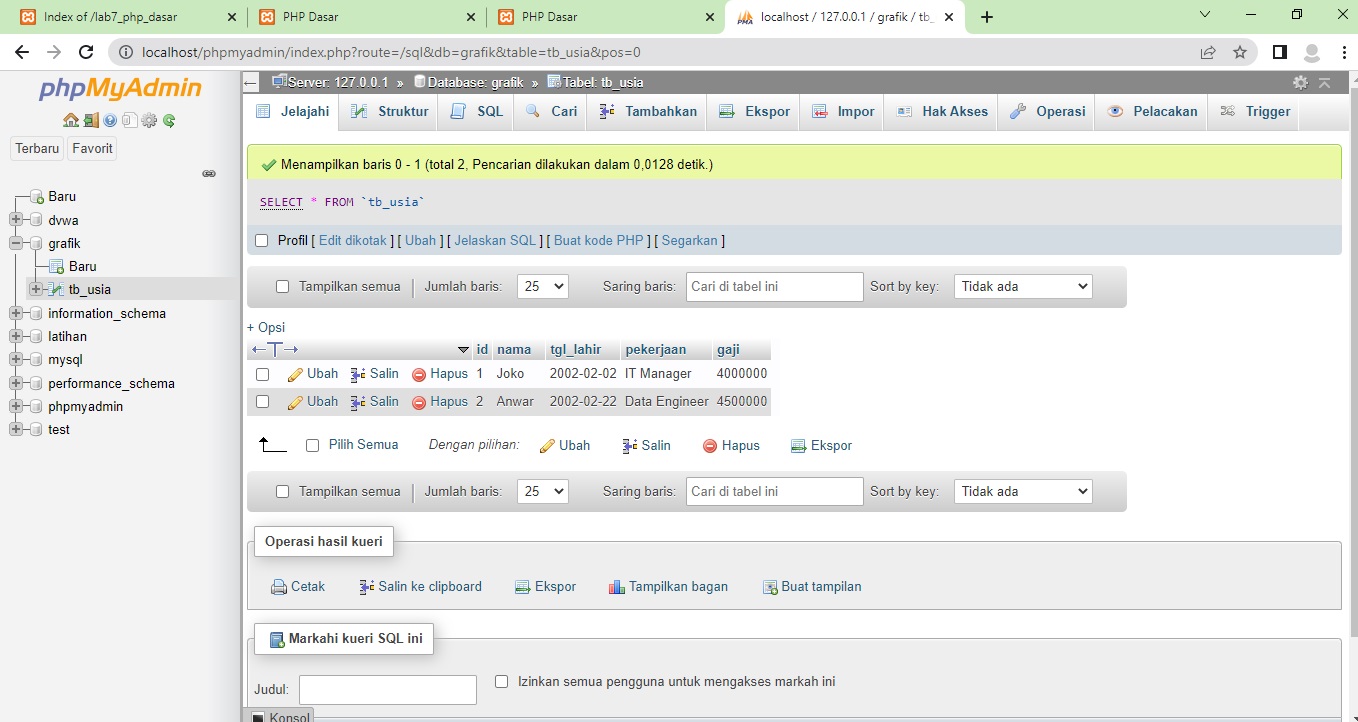 Index of /lab7_php_dasar
PHP Dasar
PHP Dasar
localhost / 127.0.0.1 / grafik / tb_
localhost/phpmyadmin/index.php?route=/sql&db=grafik&table=tb_usia&pos=0
phpMyAdmin
Terbaru Favorit
Baru
dvwa
grafik
Baru
tb_usia
information_schema
latihan
mysql
performance_schema
phpmyadmin
test
Server: 127.0.0.1 » Database: grafik » Tabel: tb_usia
Jelajahi Struktur SQL Cari Tambahkan Ekspor Impor Hak Akses Operasi Pelacakan Trigger
Menampilkan baris 0 - 1 (total 2, Pencarian dilakukan dalam 0,0128 detik.)
SELECT * FROM `tb_usia`
Profil [ Edit dikotak ] [ Ubah ] [ Jelaskan SQL ] [ Buat kode PHP ] [ Segarkan ]
Tampilkan semua | Jumlah baris: 25 Saring baris: Cari di tabel ini Sort by key: Tidak ada
+ Opsi
←T→ id nama tgl_lahir pekerjaan gaji
Ubah Salin Hapus 1 Joko 2002-02-02 IT Manager 4000000
Ubah Salin Hapus 2 Anwar 2002-02-22 Data Engineer 4500000
Pilih Semua Dengan pilihan: Ubah Salin Hapus Ekspor
Tampilkan semua | Jumlah baris: 25 Saring baris: Cari di tabel ini Sort by key: Tidak ada
Operasi hasil kueri
Cetak Salin ke clipboard Ekspor Tampilkan bagan Buat tampilan
Markahi kueri SQL ini
Judul: Izinkan semua pengguna untuk mengakses markah ini
Konsol